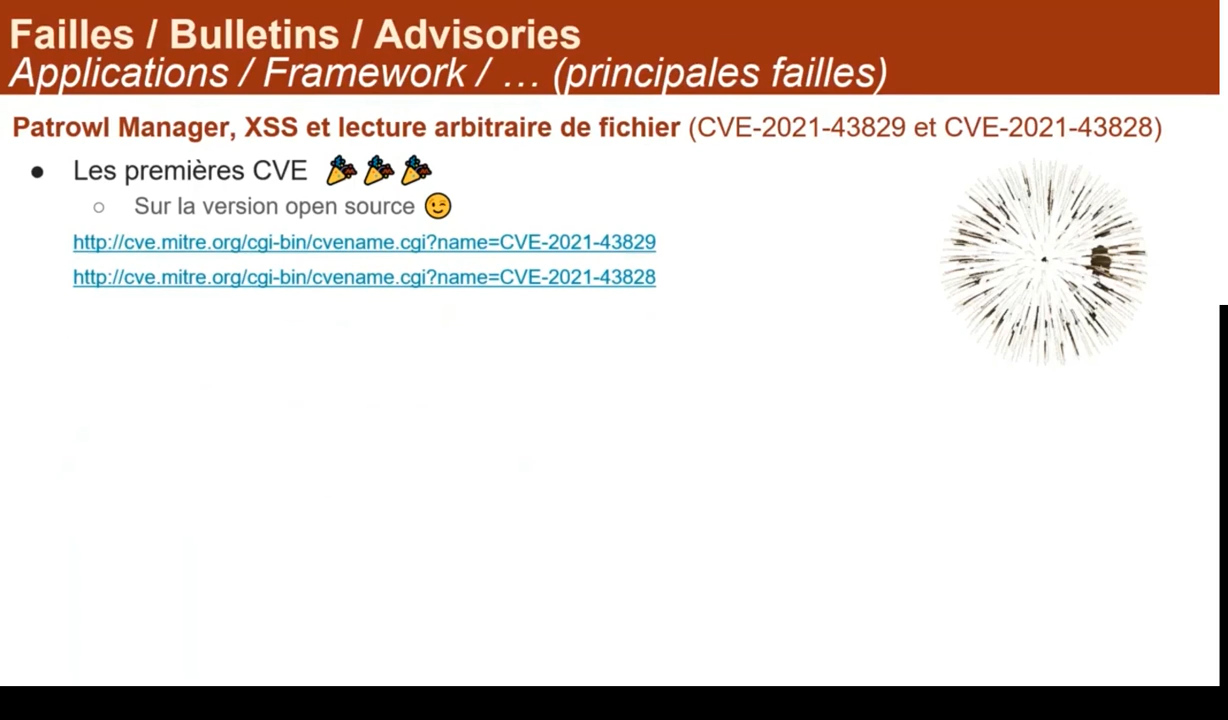 Failles / Bulletins / Advisories
Applications / Framework / … (principales failles)
Patrowl Manager, XSS et lecture arbitraire de fichier (CVE-2021-43829 et CVE-2021-43828)
● Les premières CVE 🎉🎉🎉
○ Sur la version open source 😉
http://cve.mitre.org/cgi-bin/cvename.cgi?name=CVE-2021-43829
http://cve.mitre.org/cgi-bin/cvename.cgi?name=CVE-2021-43828